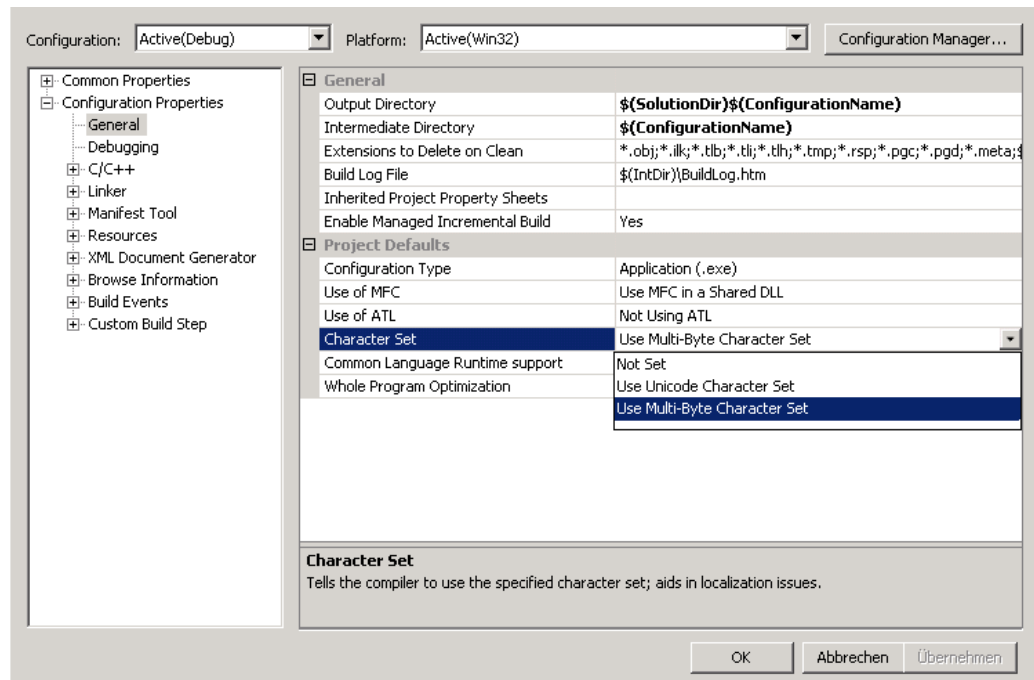 Configuration: Active(Debug) Platform: Active(Win32) Configuration Manager...
Common Properties
Configuration Properties
General
Debugging
C/C++
Linker
Manifest Tool
Resources
XML Document Generator
Browse Information
Build Events
Custom Build Step
General
Output Directory $(SolutionDir)$(ConfigurationName)
Intermediate Directory $(ConfigurationName)
Extensions to Delete on Clean *.obj;*.ilk;*.tlb;*.tli;*.tlh;*.tmp;*.rsp;*.pgc;*.pgd;*.meta;$
Build Log File $(IntDir)\BuildLog.htm
Inherited Project Property Sheets
Enable Managed Incremental Build Yes
Project Defaults
Configuration Type Application (.exe)
Use of MFC Use MFC in a Shared DLL
Use of ATL Not Using ATL
Character Set Use Multi-Byte Character Set
Common Language Runtime support Not Set
Whole Program Optimization Use Unicode Character Set
Use Multi-Byte Character Set
Character Set
Tells the compiler to use the specified character set; aids in localization issues.
OK Abbrechen Übernehmen